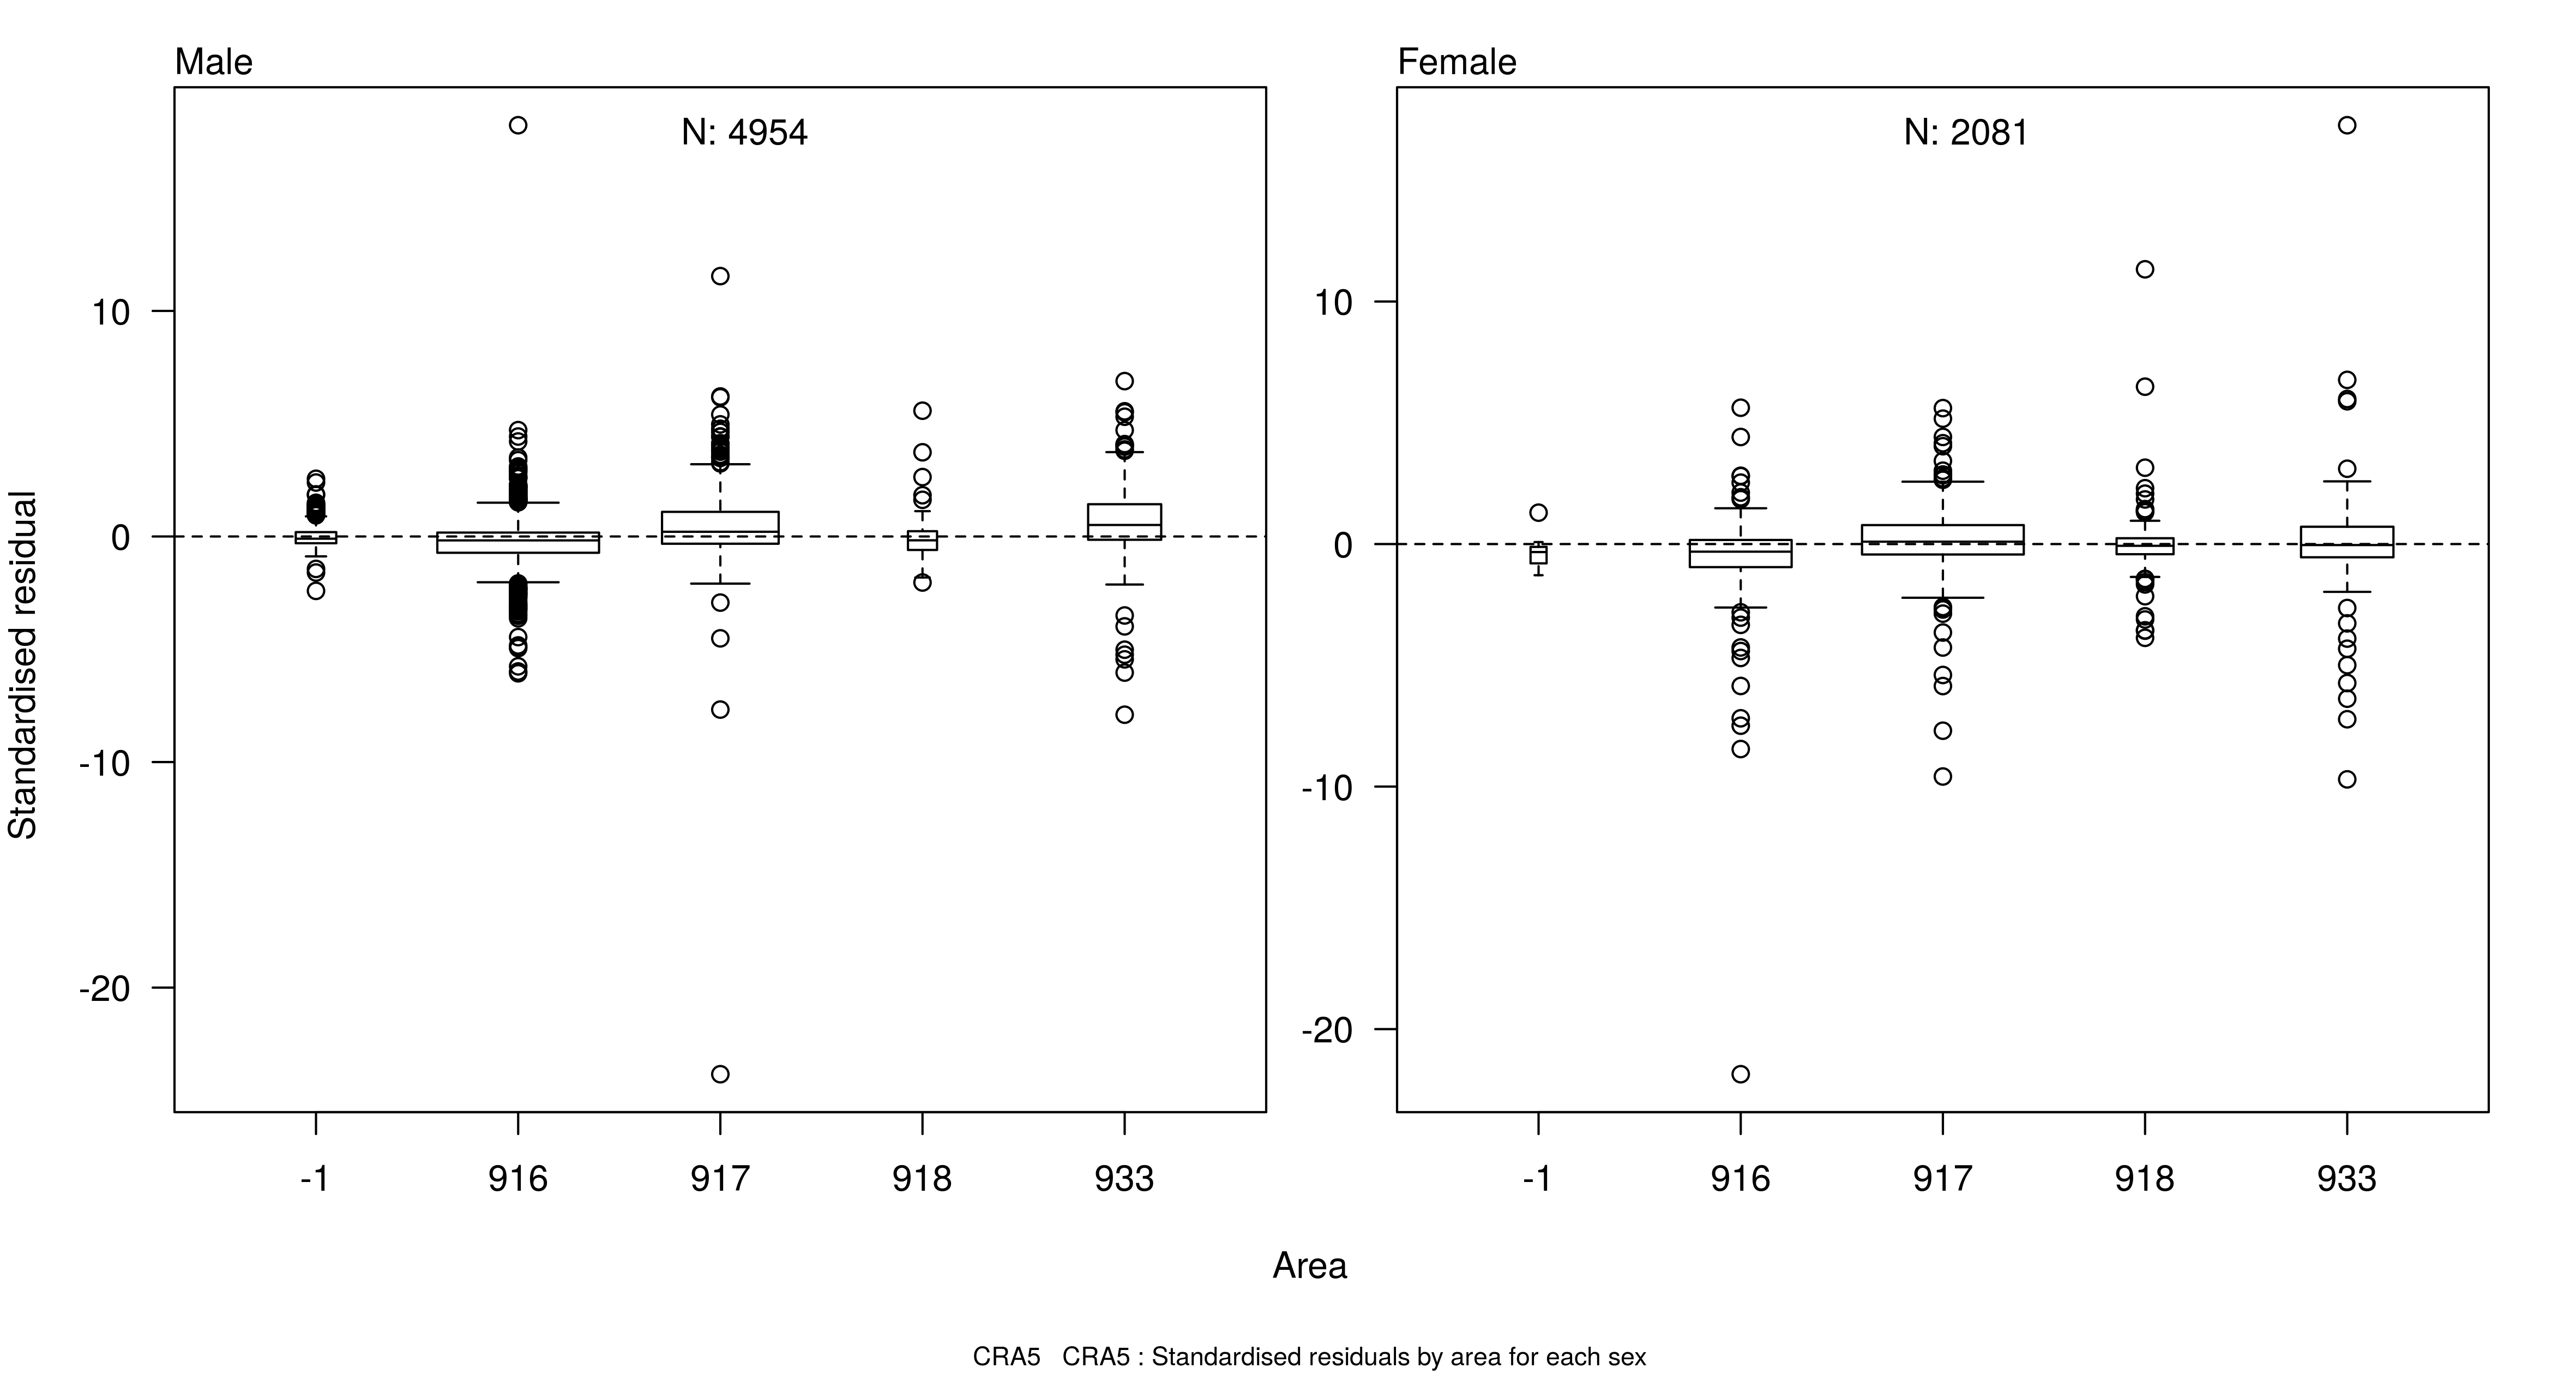 Male
Female
N: 4954
N: 2081
Standardised residual
10
0
-10
-20
10
0
-10
-20
-1 916 917 918 933
-1 916 917 918 933
Area
CRA5 CRA5 : Standardised residuals by area for each sex